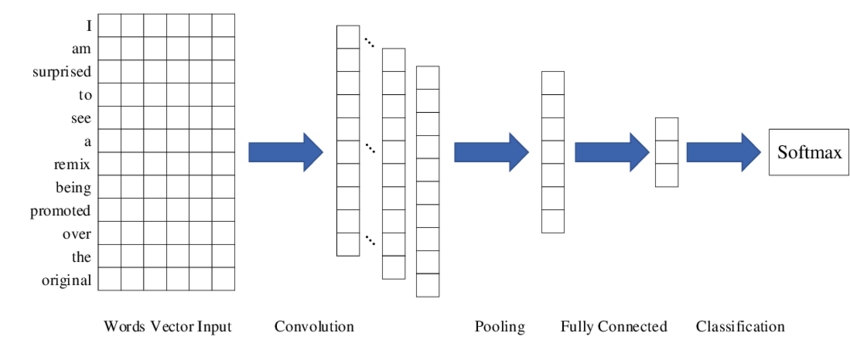 I
am
surprised
to
see
a
remix
being
promoted
over
the
original
Softmax
Words Vector Input Convolution Pooling Fully Connected Classification